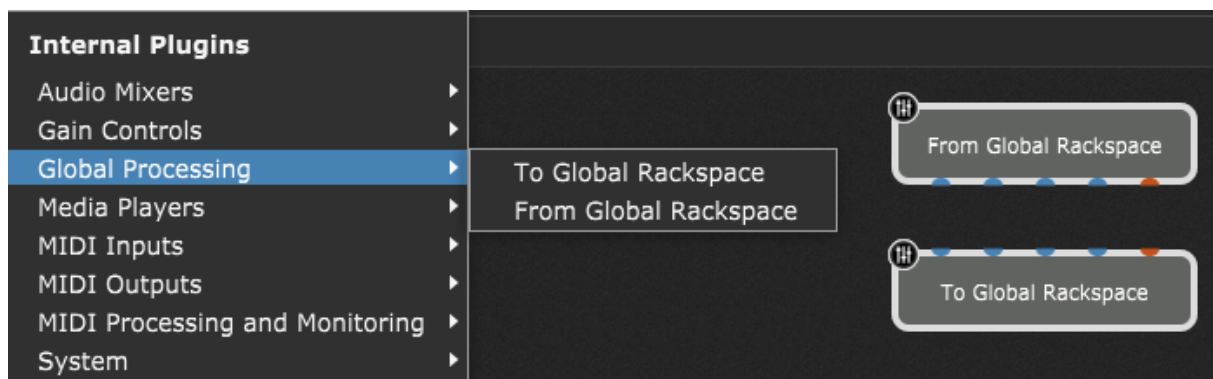 Internal Plugins
Audio Mixers
Gain Controls
Global Processing
Media Players
MIDI Inputs
MIDI Outputs
MIDI Processing and Monitoring
System
To Global Rackspace
From Global Rackspace
From Global Rackspace
To Global Rackspace